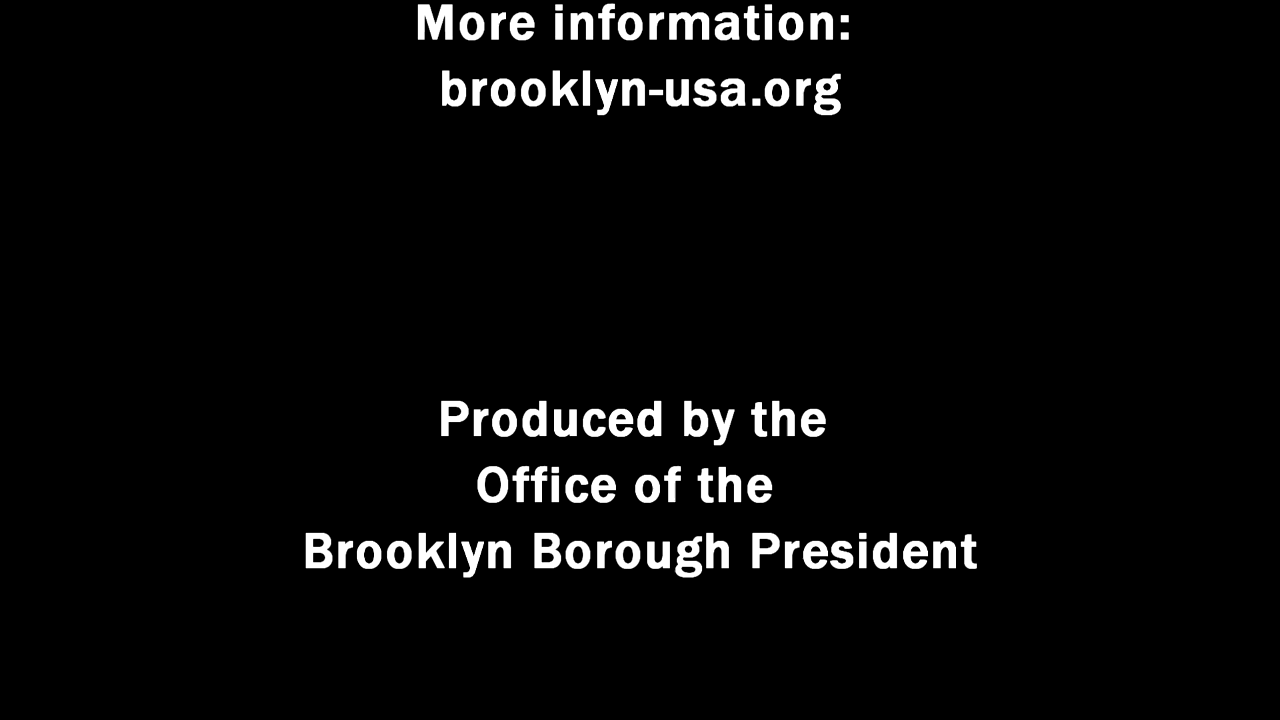 More information:
brooklyn-usa.org
Produced by the
Office of the
Brooklyn Borough President